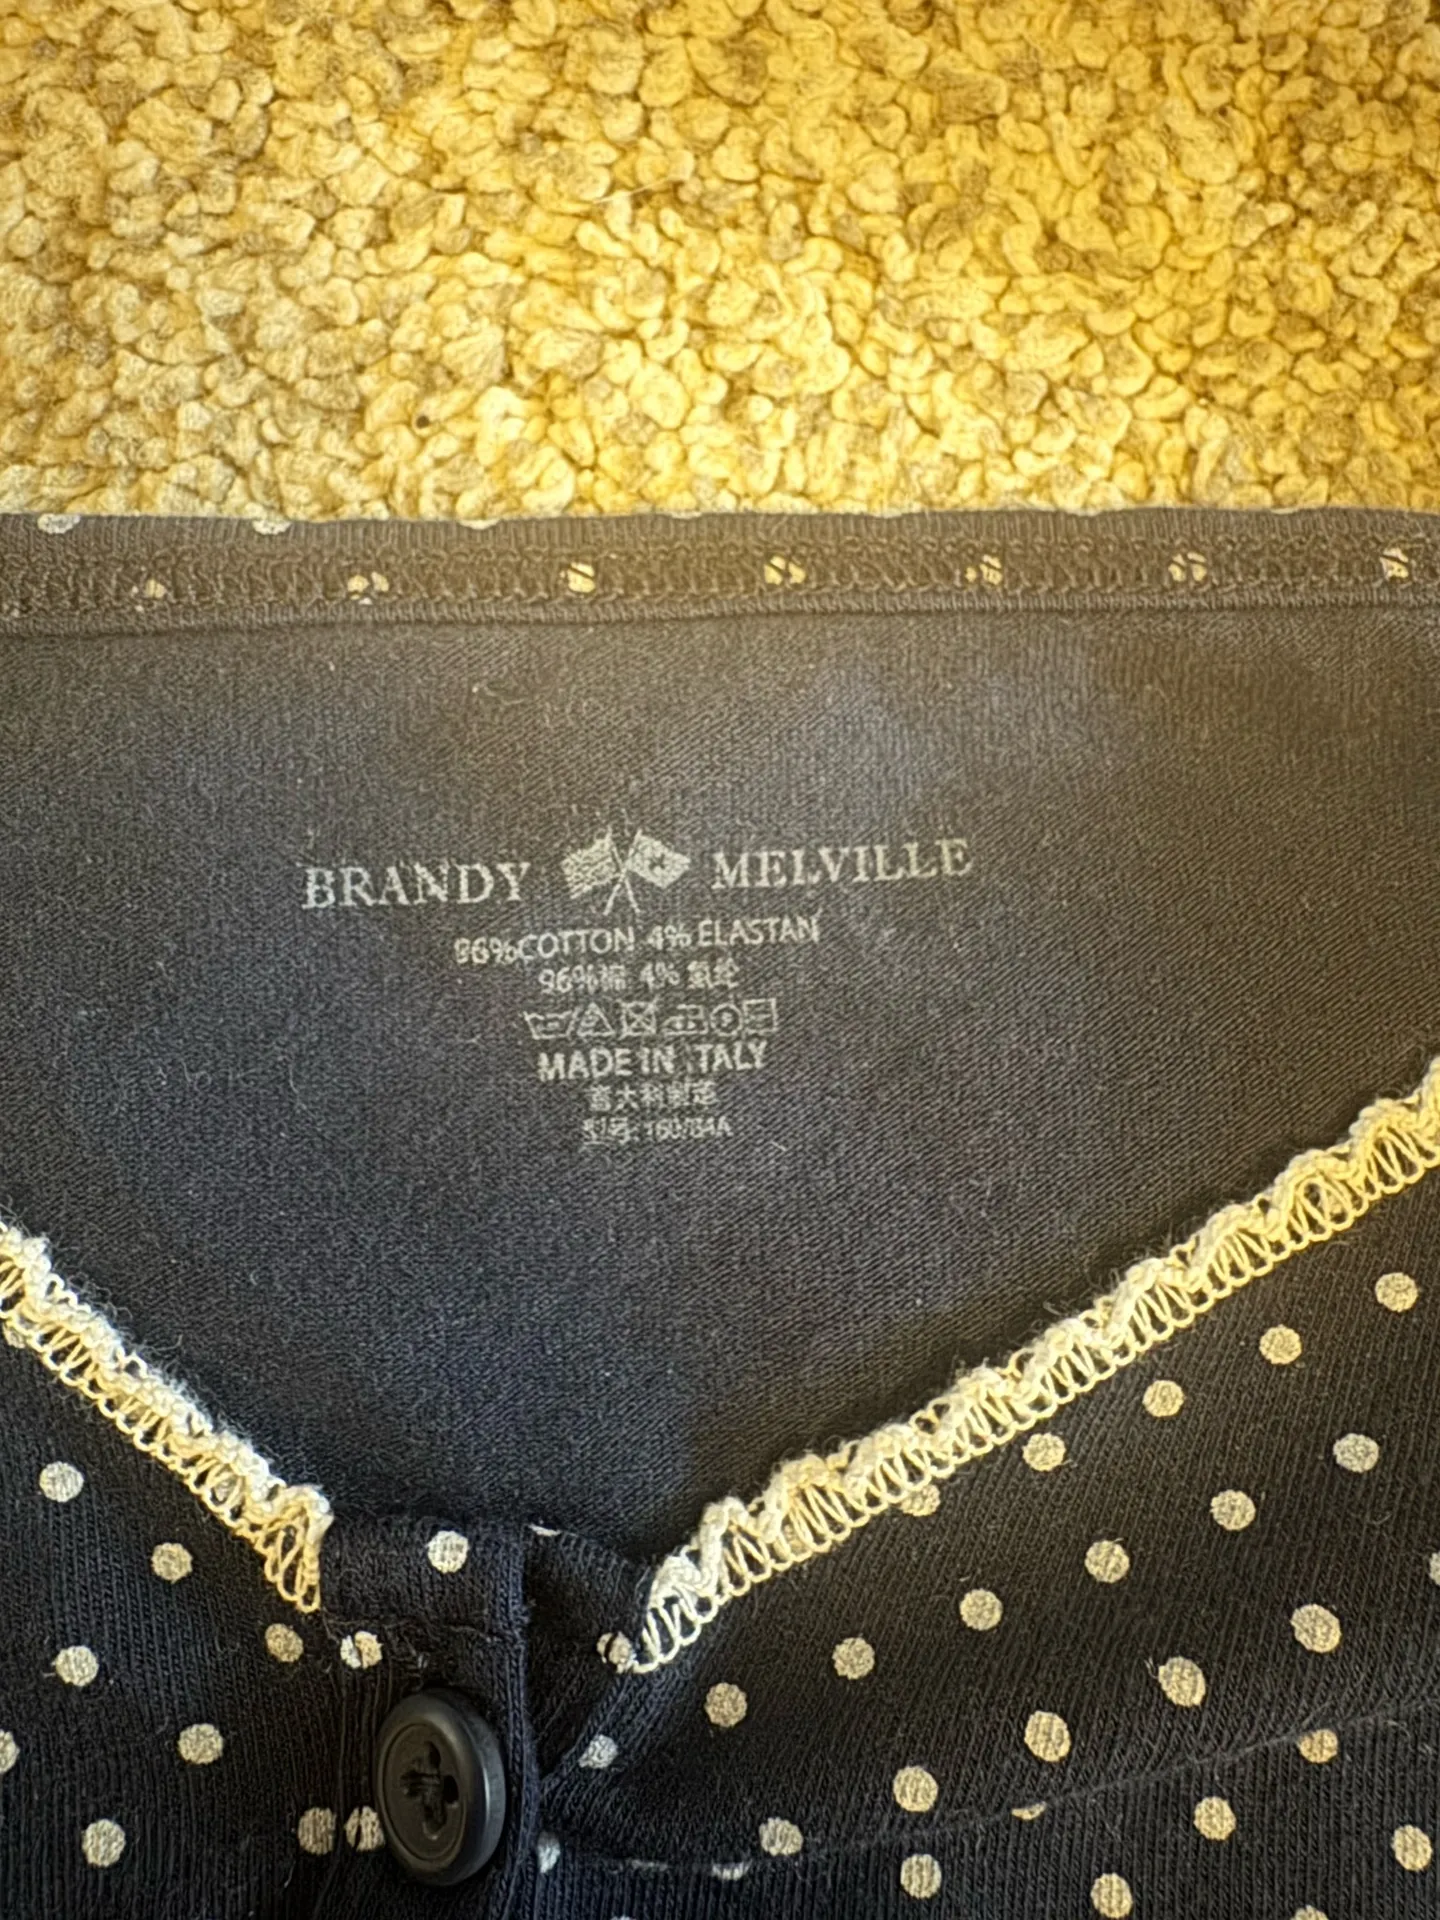 BRANDY MELVILLE
96%COTTON 4% ELASTAN
96%棉 4% 氨纶
MADE IN ITALY
意大利制造
型号: 160/84A